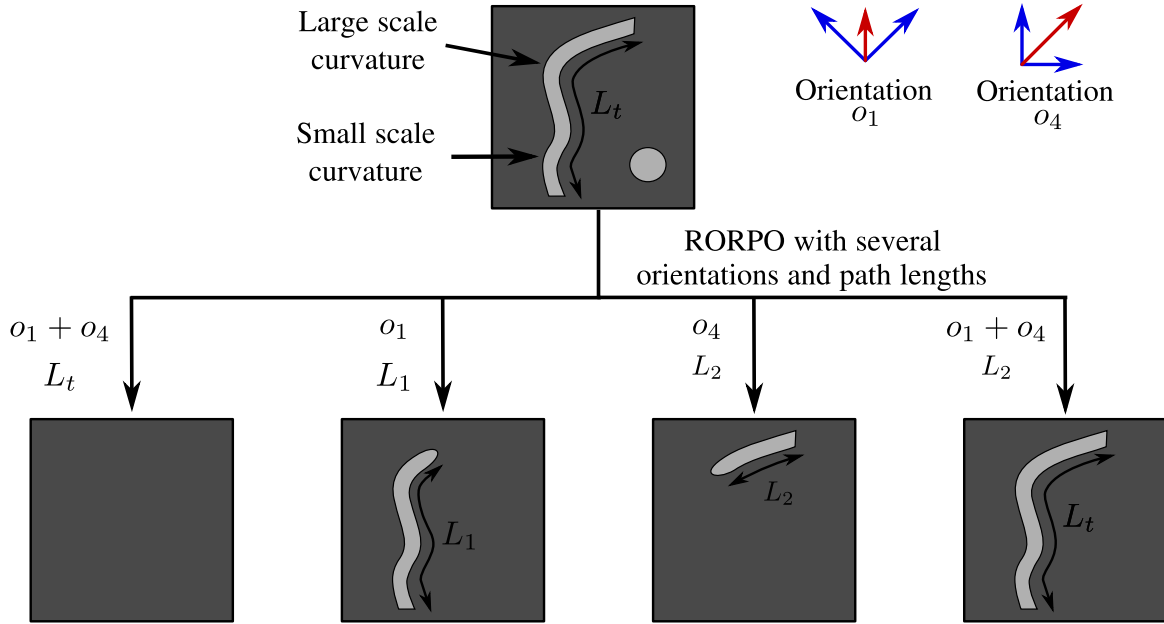 Large scale
curvature
Small scale
curvature
$L_t$
Orientation
$o_1$
Orientation
$o_4$
RORPO with several
orientations and path lengths
$o_1 + o_4$
$L_t$
$o_1$
$L_1$
$o_4$
$L_2$
$o_1 + o_4$
$L_2$
$L_1$
$L_2$
$L_t$